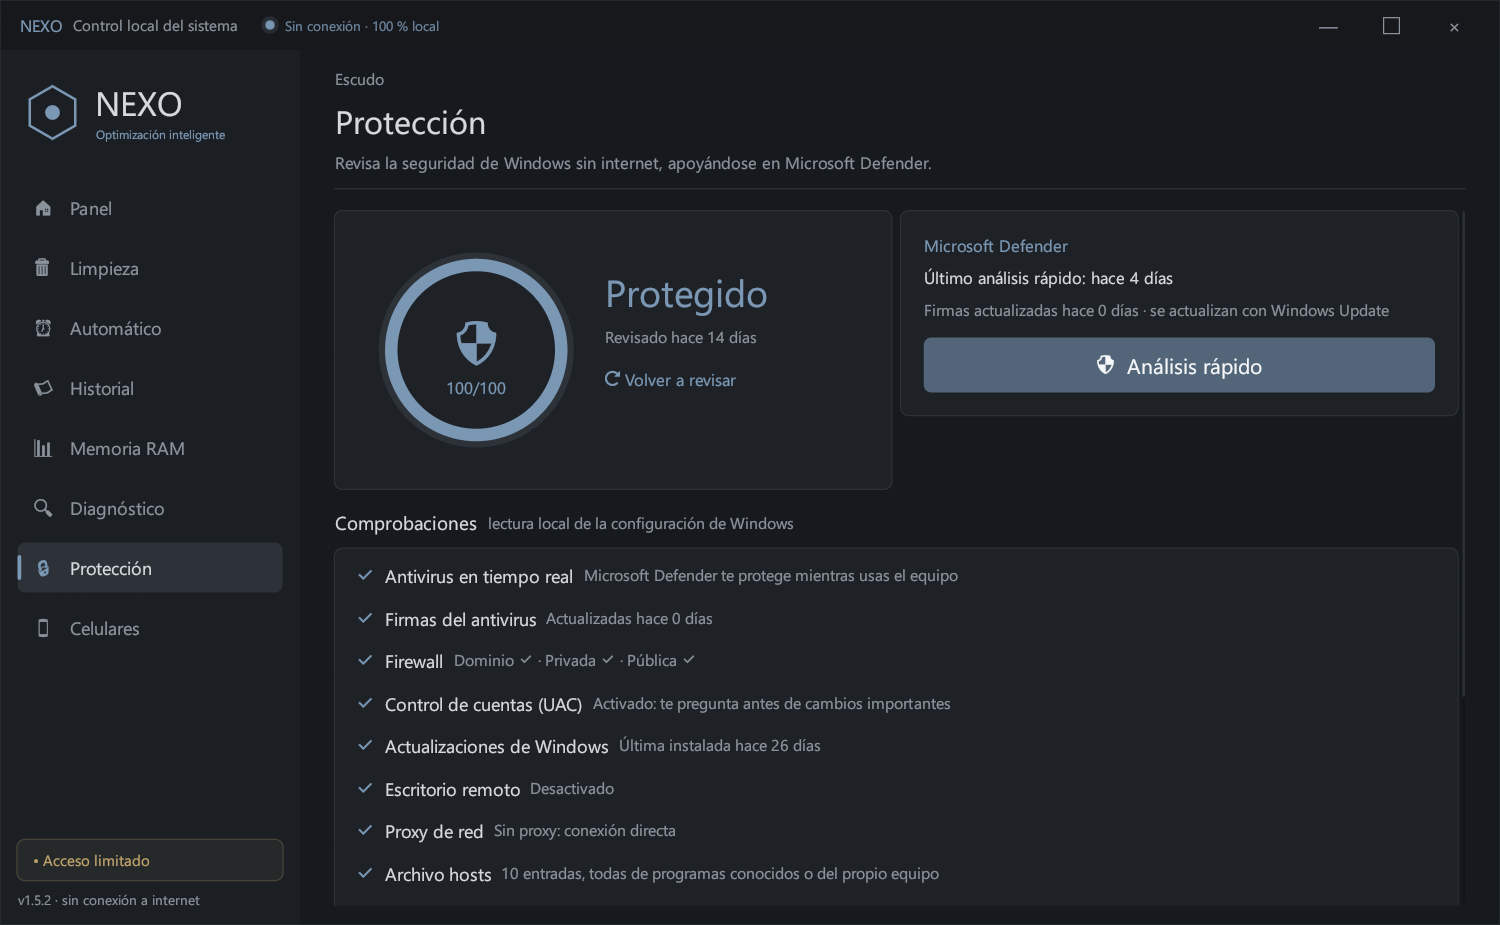 NEXO Control local del sistema Sin conexión · 100 % local
NEXO
Optimización inteligente
Panel
Limpieza
Automático
Historial
Memoria RAM
Diagnóstico
Protección
Celulares
• Acceso limitado
v1.5.2 · sin conexión a internet
Escudo
Protección
Revisa la seguridad de Windows sin internet, apoyándose en Microsoft Defender.
100/100
Protegido
Revisado hace 14 días
Volver a revisar
Microsoft Defender
Último análisis rápido: hace 4 días
Firmas actualizadas hace 0 días · se actualizan con Windows Update
Análisis rápido
Comprobaciones lectura local de la configuración de Windows
✓ Antivirus en tiempo real Microsoft Defender te protege mientras usas el equipo
✓ Firmas del antivirus Actualizadas hace 0 días
✓ Firewall Dominio ✓ · Privada ✓ · Pública ✓
✓ Control de cuentas (UAC) Activado: te pregunta antes de cambios importantes
✓ Actualizaciones de Windows Última instalada hace 26 días
✓ Escritorio remoto Desactivado
✓ Proxy de red Sin proxy: conexión directa
✓ Archivo hosts 10 entradas, todas de programas conocidos o del propio equipo